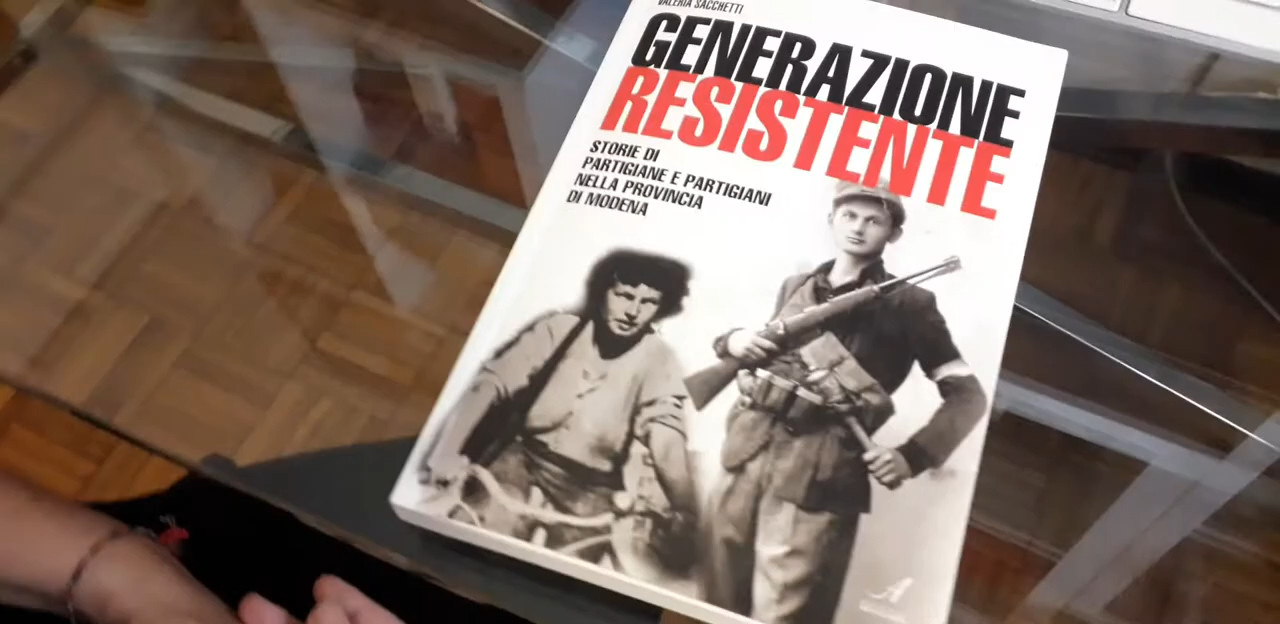 VALERIA SACCHETTI
GENERAZIONE
RESISTENTE
STORIE DI
PARTIGIANE E PARTIGIANI
NELLA PROVINCIA
DI MODENA